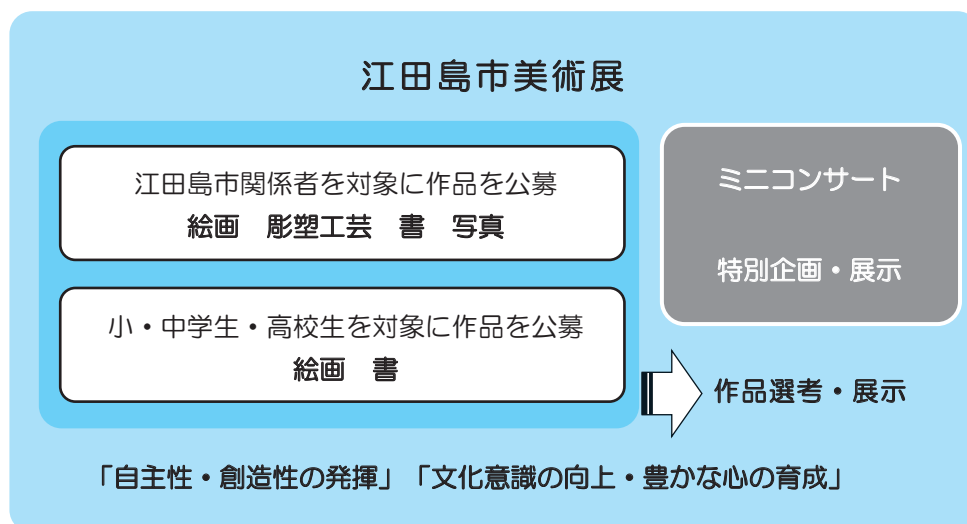 江田島市美術展
江田島市関係者を対象に作品を公募
絵画　彫塑工芸　書　写真
小・中学生・高校生を対象に作品を公募
絵画　書
ミニコンサート
特別企画・展示
作品選考・展示
「自主性・創造性の発揮」「文化意識の向上・豊かな心の育成」